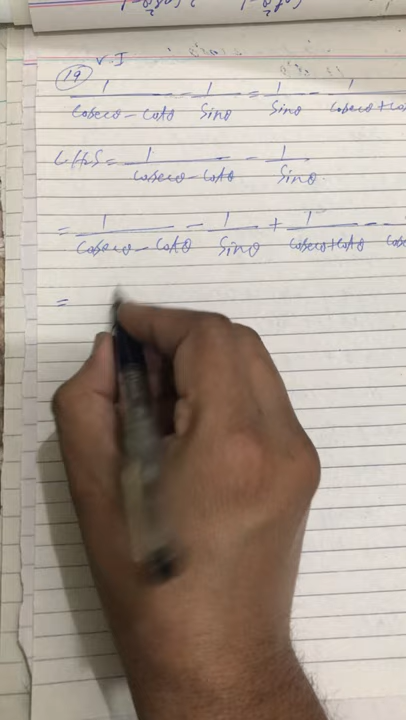 V.I
(19) 1/(cosecθ - cotθ) - 1/sinθ = 1/sinθ - 1/(cosecθ + cot
L.H.S = 1/(cosecθ - cotθ) - 1/sinθ.
= 1/(cosecθ - cotθ) - 1/sinθ + 1/(cosecθ + cotθ) -
=